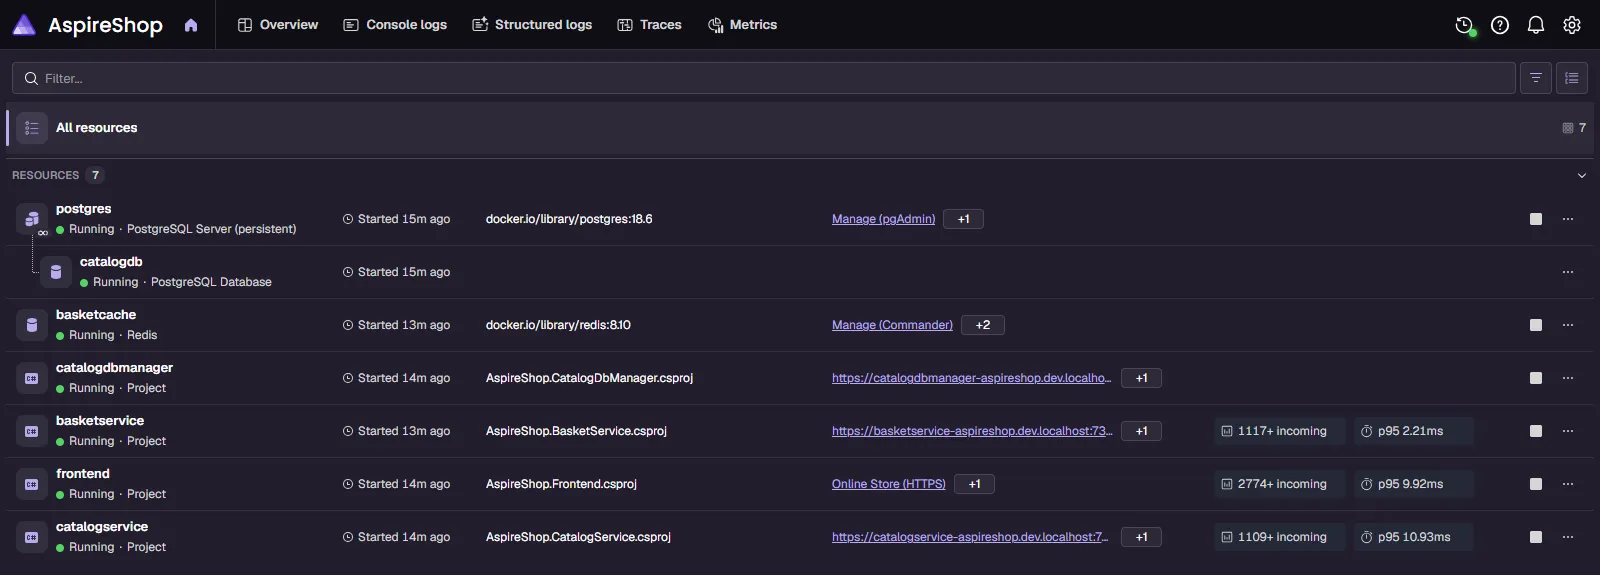 AspireShop Overview Console logs Structured logs Traces Metrics
Filter...
All resources 7
RESOURCES 7
postgres
Running · PostgreSQL Server (persistent) Started 15m ago docker.io/library/postgres:18.6 Manage (pgAdmin) +1
catalogdb
Running · PostgreSQL Database Started 15m ago
basketcache
Running · Redis Started 13m ago docker.io/library/redis:8.10 Manage (Commander) +2
catalogdbmanager
Running · Project Started 14m ago AspireShop.CatalogDbManager.csproj https://catalogdbmanager-aspireshop.dev.localho... +1
basketservice
Running · Project Started 13m ago AspireShop.BasketService.csproj https://basketservice-aspireshop.dev.localhost:73... +1 1117+ incoming p95 2.21ms
frontend
Running · Project Started 14m ago AspireShop.Frontend.csproj Online Store (HTTPS) +1 2774+ incoming p95 9.92ms
catalogservice
Running · Project Started 14m ago AspireShop.CatalogService.csproj https://catalogservice-aspireshop.dev.localhost:7... +1 1109+ incoming p95 10.93ms